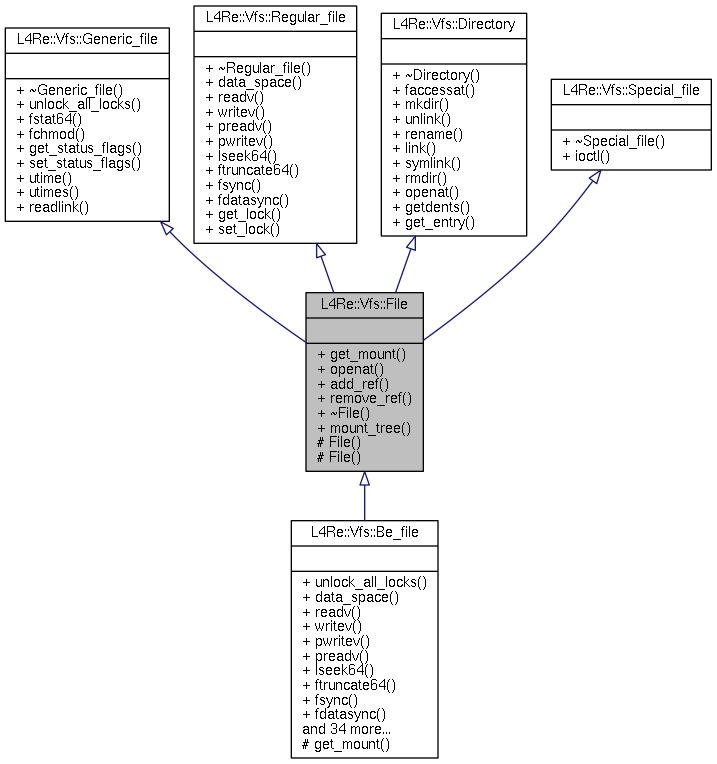 L4Re::Vfs::Generic_file
+ ~Generic_file()
+ unlock_all_locks()
+ fstat64()
+ fchmod()
+ get_status_flags()
+ set_status_flags()
+ utime()
+ utimes()
+ readlink()
L4Re::Vfs::Regular_file
+ ~Regular_file()
+ data_space()
+ readv()
+ writev()
+ preadv()
+ pwritev()
+ lseek64()
+ ftruncate64()
+ fsync()
+ fdatasync()
+ get_lock()
+ set_lock()
L4Re::Vfs::Directory
+ ~Directory()
+ faccessat()
+ mkdir()
+ unlink()
+ rename()
+ link()
+ symlink()
+ rmdir()
+ openat()
+ getdents()
+ get_entry()
L4Re::Vfs::Special_file
+ ~Special_file()
+ ioctl()
L4Re::Vfs::File
+ get_mount()
+ openat()
+ add_ref()
+ remove_ref()
+ ~File()
+ mount_tree()
# File()
# File()
L4Re::Vfs::Be_file
+ unlock_all_locks()
+ data_space()
+ readv()
+ writev()
+ pwritev()
+ preadv()
+ lseek64()
+ ftruncate64()
+ fsync()
+ fdatasync()
and 34 more...
# get_mount()